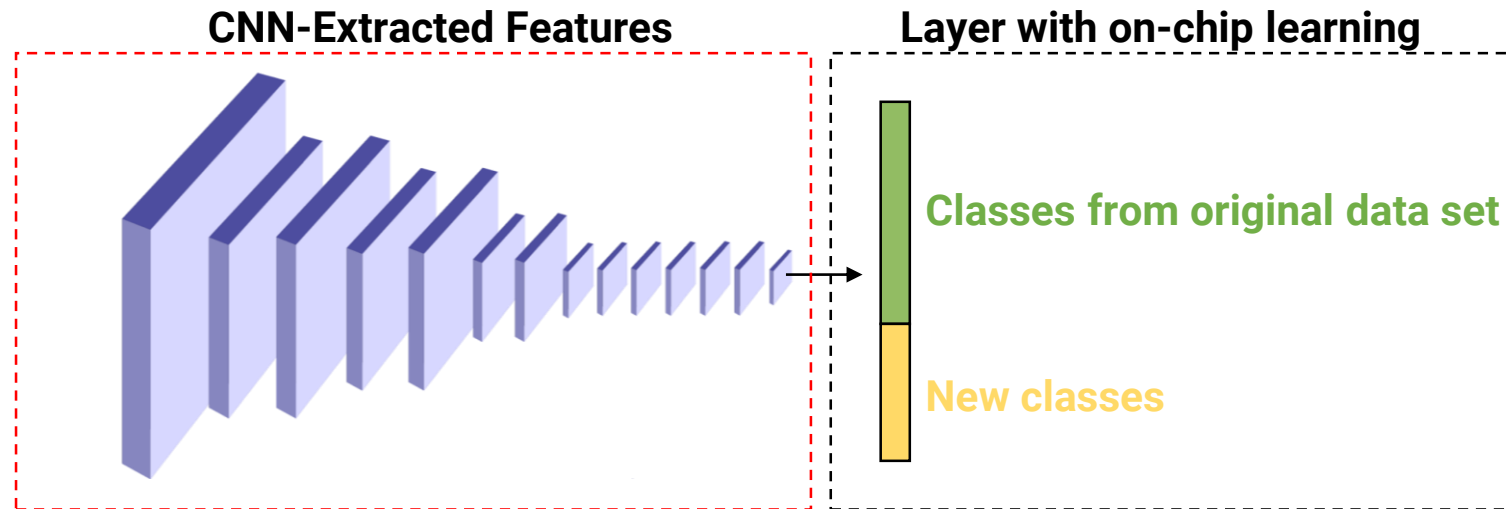 CNN-Extracted Features
Layer with on-chip learning
Classes from original data set
New classes